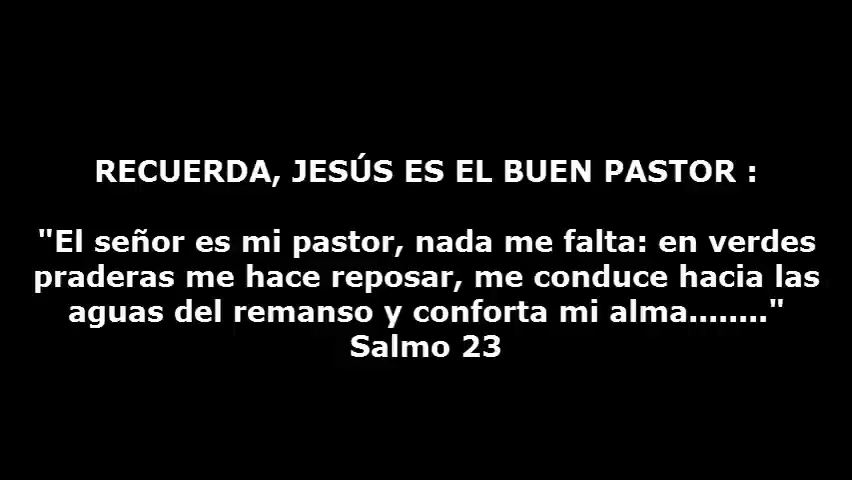 RECUERDA, JESÚS ES EL BUEN PASTOR :
"El señor es mi pastor, nada me falta: en verdes
praderas me hace reposar, me conduce hacia las
aguas del remanso y conforta mi alma........"
Salmo 23